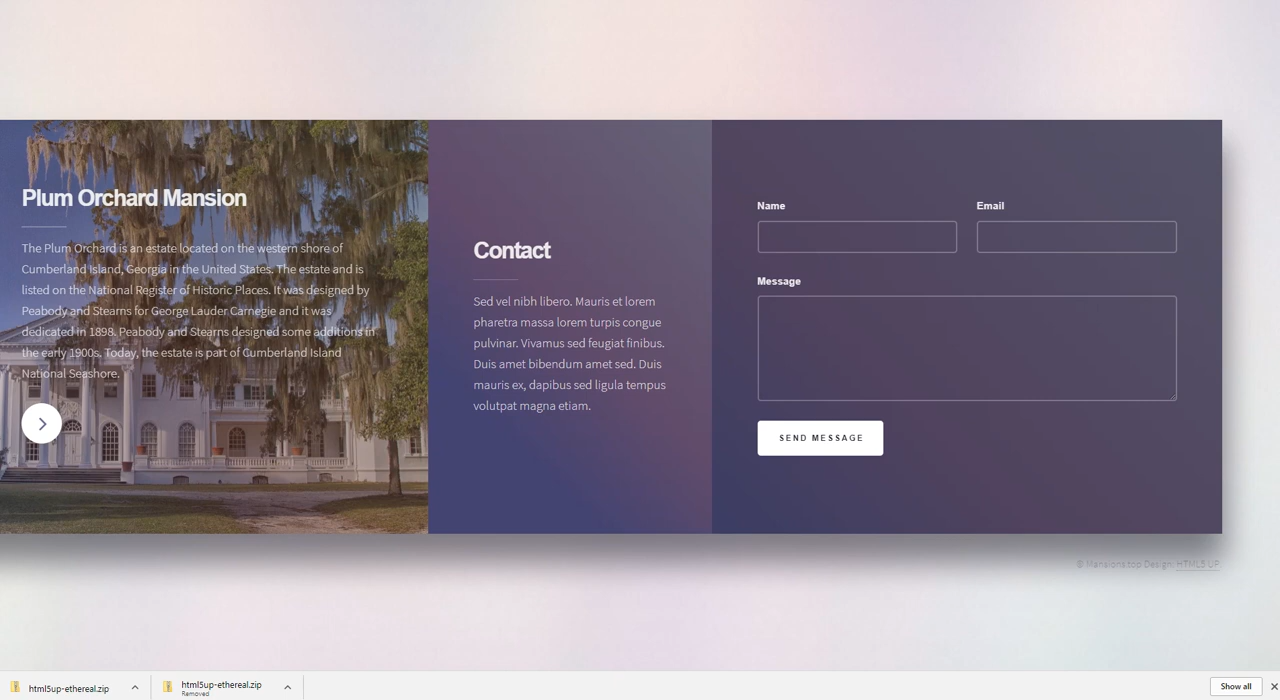 Plum Orchard Mansion
The Plum Orchard is an estate located on the western shore of
Cumberland Island, Georgia in the United States. The estate and is
listed on the National Register of Historic Places. It was designed by
Peabody and Stearns for George Lauder Carnegie and it was
dedicated in 1898. Peabody and Stearns designed some additions in
the early 1900s. Today, the estate is part of Cumberland Island
National Seashore.
Contact
Sed vel nibh libero. Mauris et lorem
pharetra massa lorem turpis congue
pulvinar. Vivamus sed feugiat finibus.
Duis amet bibendum amet sed. Duis
mauris ex, dapibus sed ligula tempus
volutpat magna etiam.
Name
Email
Message
SEND MESSAGE
© Mansions.top Design: HTML5 UP.
html5up-ethereal.zip
html5up-ethereal.zip
Removed
Show all